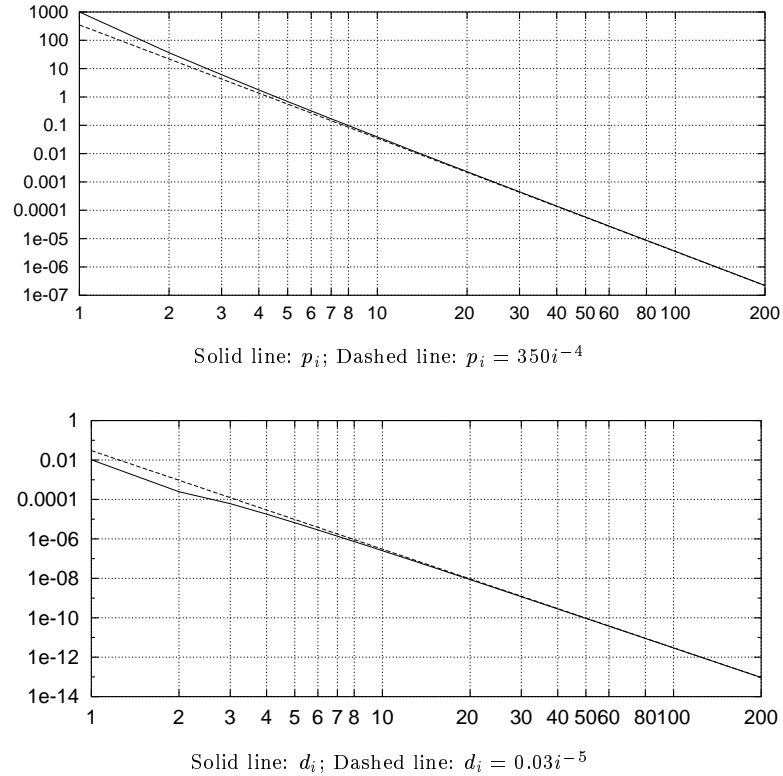 1000
100
10
1
0.1
0.01
0.001
0.0001
1e-05
1e-06
1e-07
1 2 3 4 5 6 7 8 10 20 30 40 50 60 80 100 200
Solid line: p_i; Dashed line: p_i = 350i^{-4}
1
0.01
0.0001
1e-06
1e-08
1e-10
1e-12
1e-14
1 2 3 4 5 6 7 8 10 20 30 40 5060 80100 200
Solid line: d_i; Dashed line: d_i = 0.03i^{-5}